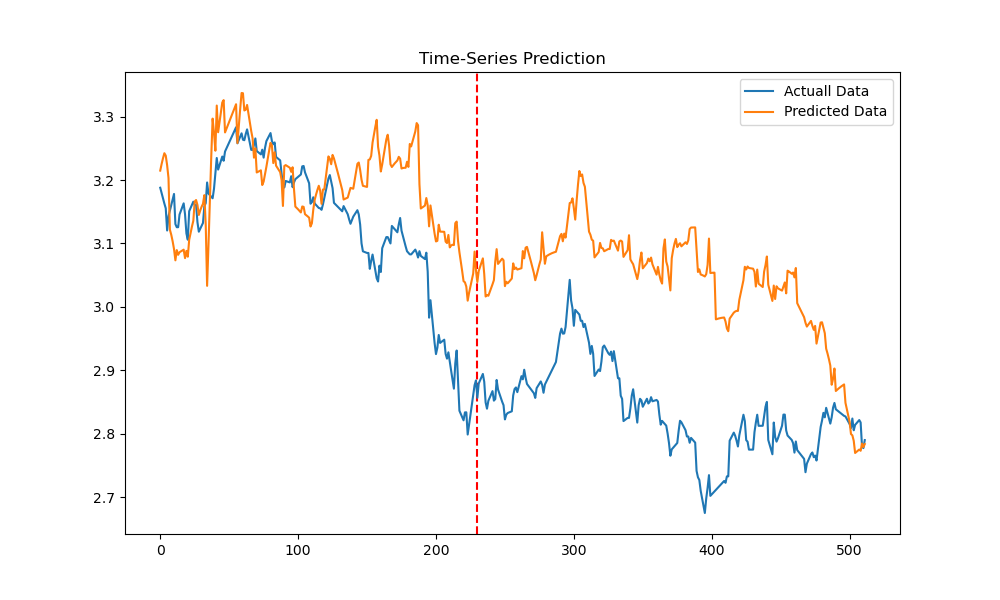 Time-Series Prediction
Actuall Data
Predicted Data
3.3
3.2
3.1
3.0
2.9
2.8
2.7
0 100 200 300 400 500